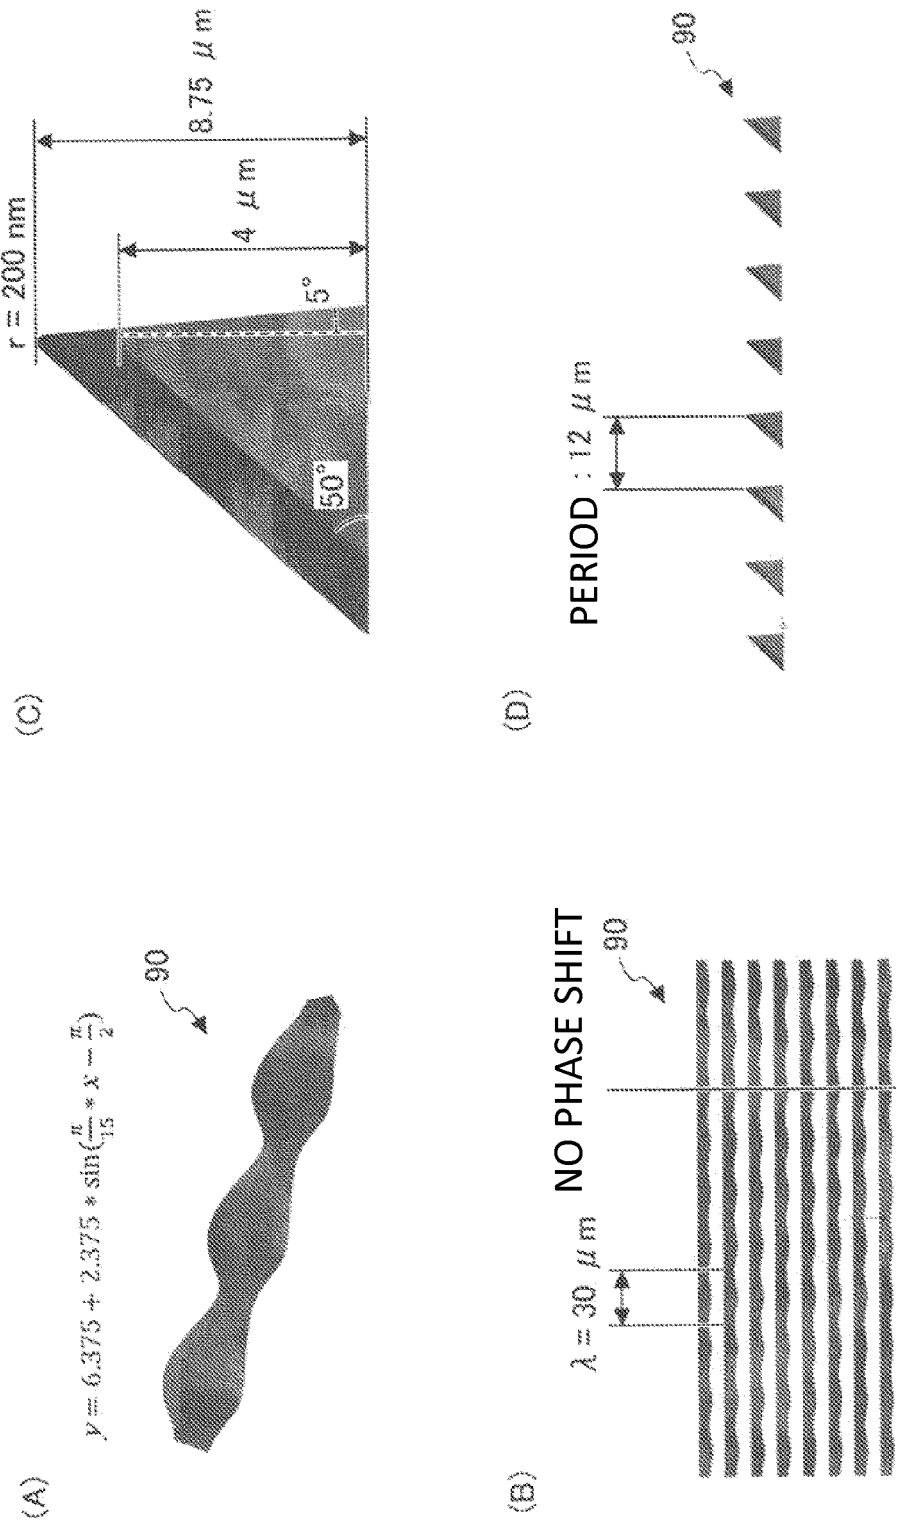 (A)
y = 6.375 + 2.375 * sin(π/15 * x − π/2)
90
(B)
λ = 30 μm
NO PHASE SHIFT
90
(C)
r = 200 nm
8.75 μm
4 μm
5°
50°
(D)
PERIOD : 12 μm
90